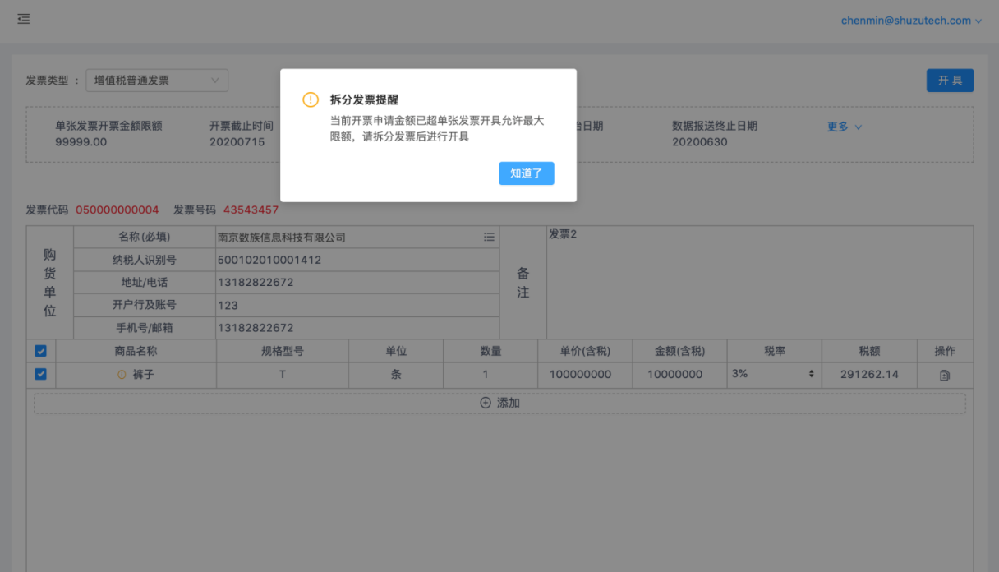 chenmin@shuzutech.com
发票类型 : 增值税普通发票
开 具
拆分发票提醒
当前开票申请金额已超单张发票开具允许最大
限额，请拆分发票后进行开具
知道了
单张发票开票金额限额 开票截止时间 始日期 数据报送终止日期 更多
99999.00 20200715 20200630
发票代码 050000000004 发票号码 43543457
购货单位
名称(必填) 南京数族信息科技有限公司
纳税人识别号 500102010001412
地址/电话 13182822672
开户行及账号 123
手机号/邮箱 13182822672
备注
发票2
商品名称 规格型号 单位 数量 单价(含税) 金额(含税) 税率 税额 操作
裤子 T 条 1 100000000 10000000 3% 291262.14
添加